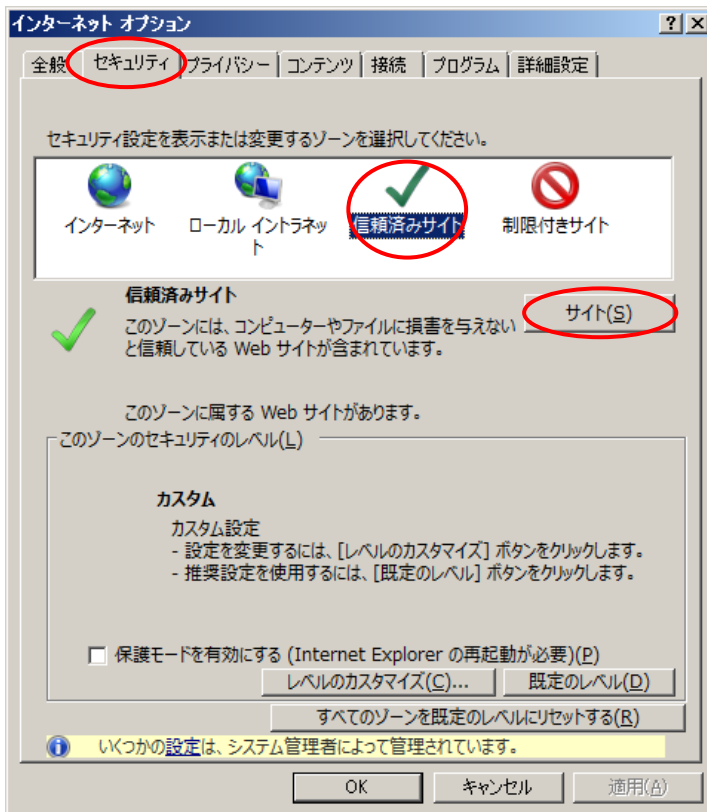 インターネット オプション
全般 セキュリティ プライバシー コンテンツ 接続 プログラム 詳細設定
セキュリティ設定を表示または変更するゾーンを選択してください。
インターネット ローカル イントラネッ 信頼済みサイト 制限付きサイト
ト
信頼済みサイト
サイト(S)
このゾーンには、コンピューターやファイルに損害を与えない
と信頼している Web サイトが含まれています。
このゾーンに属する Web サイトがあります。
このゾーンのセキュリティのレベル(L)
カスタム
カスタム設定
- 設定を変更するには、[レベルのカスタマイズ] ボタンをクリックします。
- 推奨設定を使用するには、[既定のレベル] ボタンをクリックします。
保護モードを有効にする (Internet Explorer の再起動が必要)(P)
レベルのカスタマイズ(C)... 既定のレベル(D)
すべてのゾーンを既定のレベルにリセットする(R)
いくつかの設定は、システム管理者によって管理されています。
OK キャンセル 適用(A)